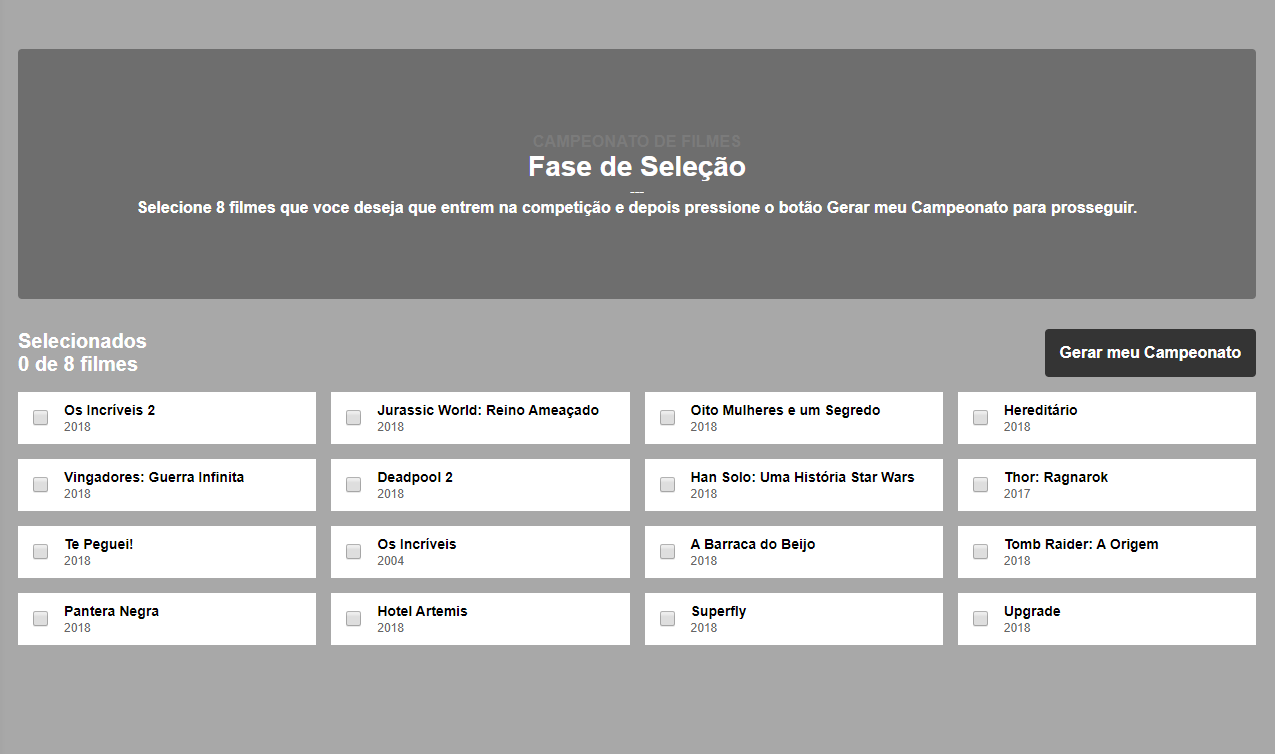 CAMPEONATO DE FILMES
Fase de Seleção
---
Selecione 8 filmes que voce deseja que entrem na competição e depois pressione o botão Gerar meu Campeonato para prosseguir.
Selecionados
0 de 8 filmes
Gerar meu Campeonato
Os Incríveis 2
2018
Jurassic World: Reino Ameaçado
2018
Oito Mulheres e um Segredo
2018
Hereditário
2018
Vingadores: Guerra Infinita
2018
Deadpool 2
2018
Han Solo: Uma História Star Wars
2018
Thor: Ragnarok
2017
Te Peguei!
2018
Os Incríveis
2004
A Barraca do Beijo
2018
Tomb Raider: A Origem
2018
Pantera Negra
2018
Hotel Artemis
2018
Superfly
2018
Upgrade
2018